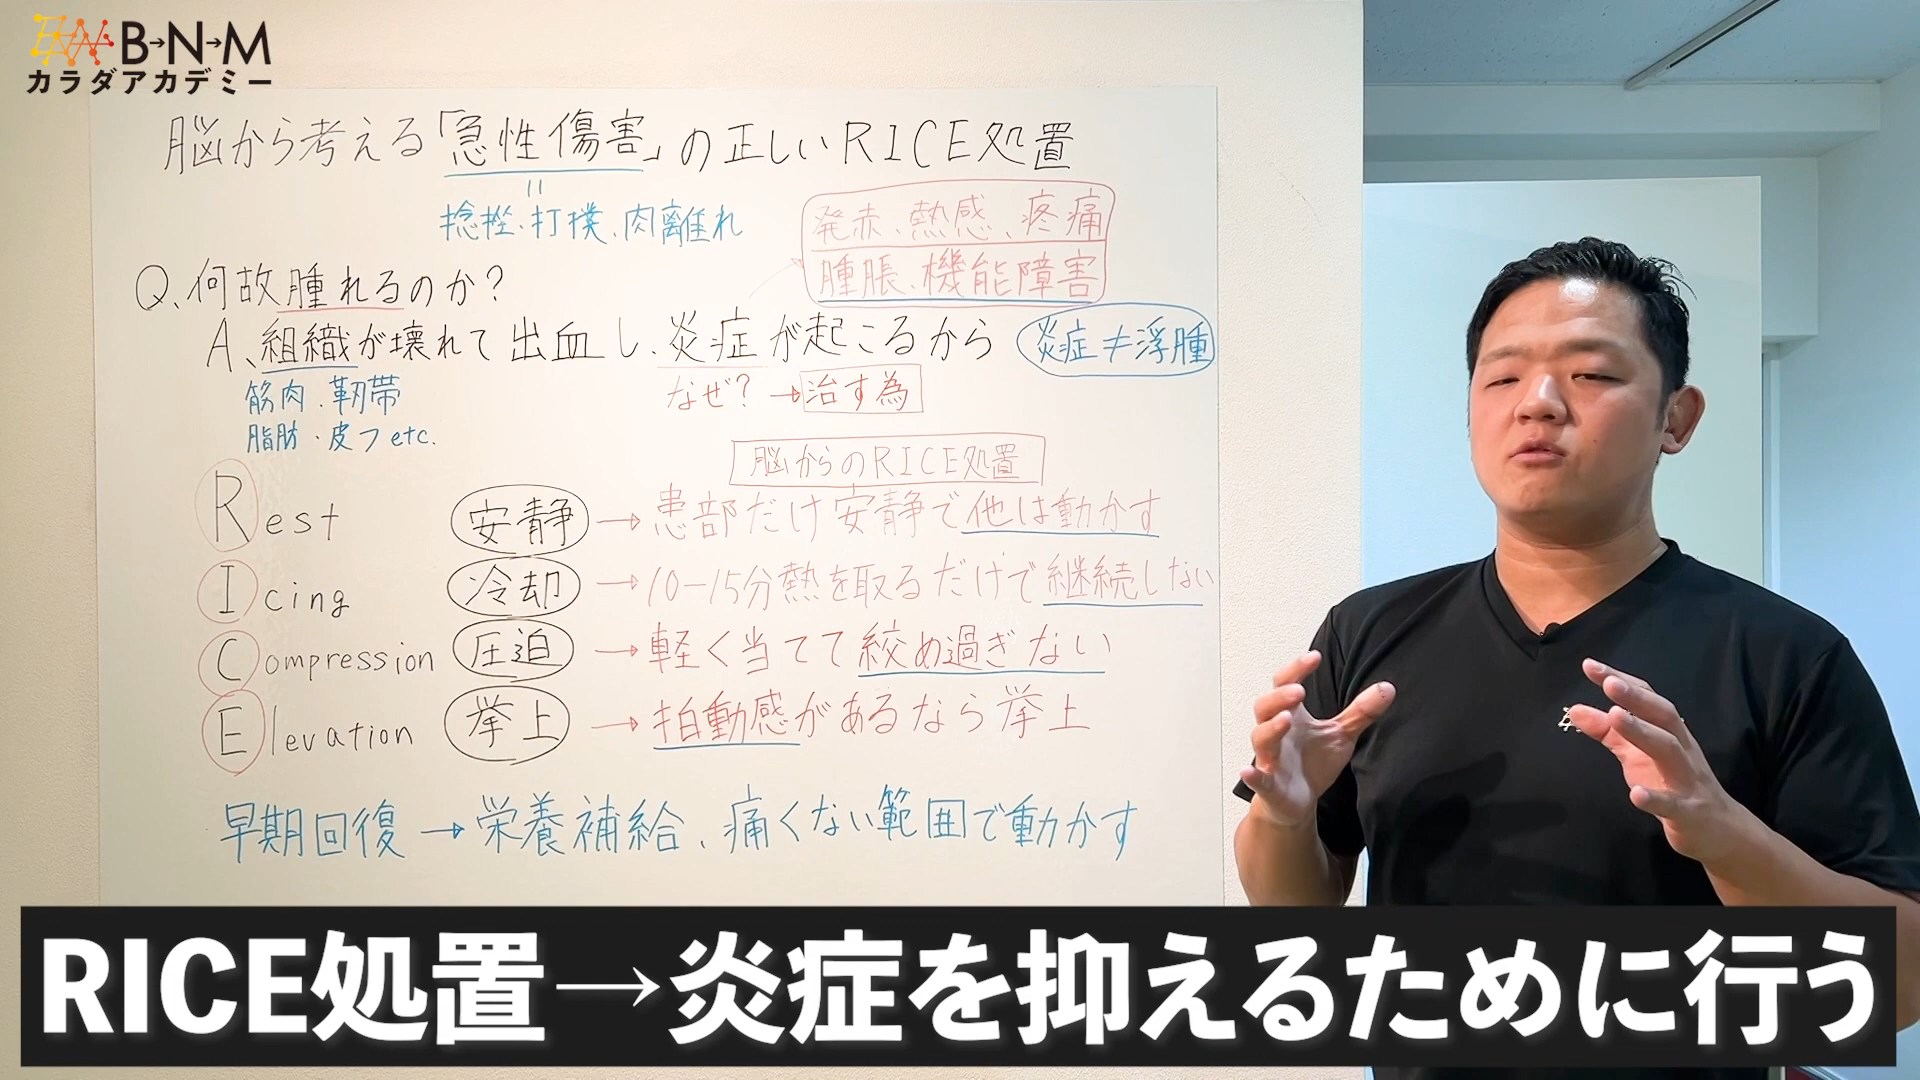 B→N→M
カラダアカデミー
脳から考える「急性傷害」の正しいRICE処置
=
捻挫、打撲、肉離れ
発赤、熱感、疼痛
腫脹、機能障害
Q、何故腫れるのか？
A、組織が壊れて出血し、炎症が起こるから
炎症≠浮腫
筋肉、靭帯
脂肪・皮フetc.
なぜ？→治す為
脳からのRICE処置
Rest 安静→患部だけ安静で他は動かす
Icing 冷却→10-15分熱を取るだけで継続しない
Compression 圧迫→軽く当てて絞め過ぎない
Elevation 挙上→拍動感があるなら挙上
早期回復→栄養補給、痛くない範囲で動かす
RICE処置→炎症を抑えるために行う